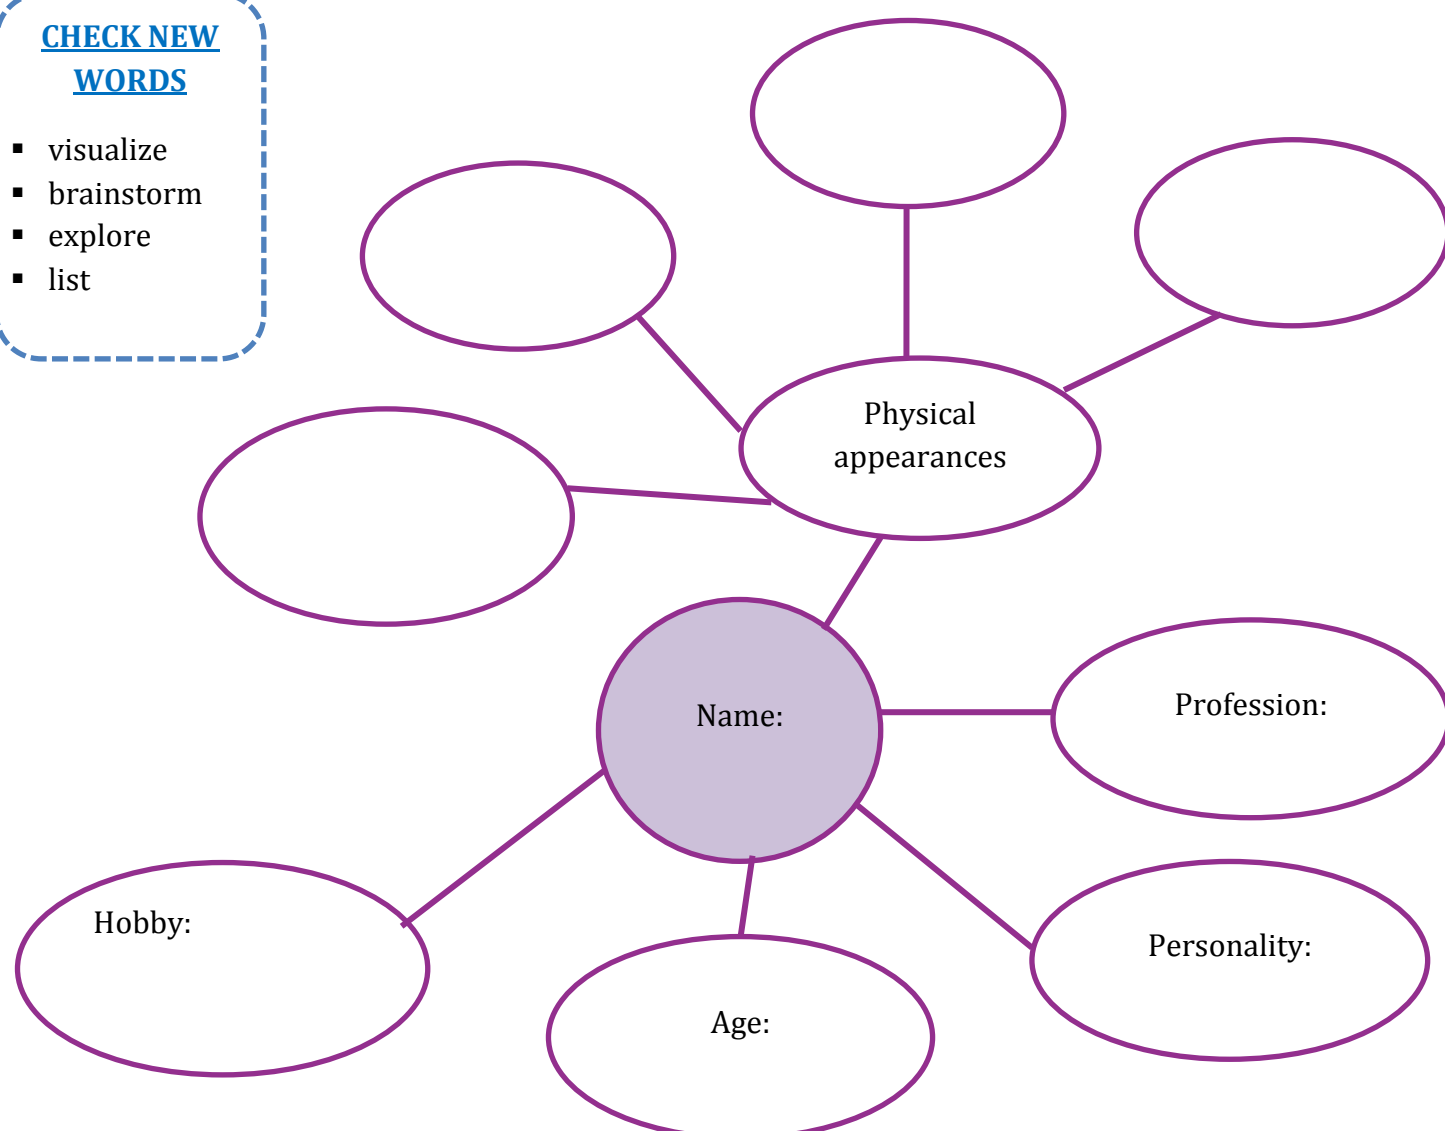 CHECK NEW
WORDS
▪ visualize
▪ brainstorm
▪ explore
▪ list
Physical
appearances
Name:
Profession:
Hobby:
Personality:
Age: